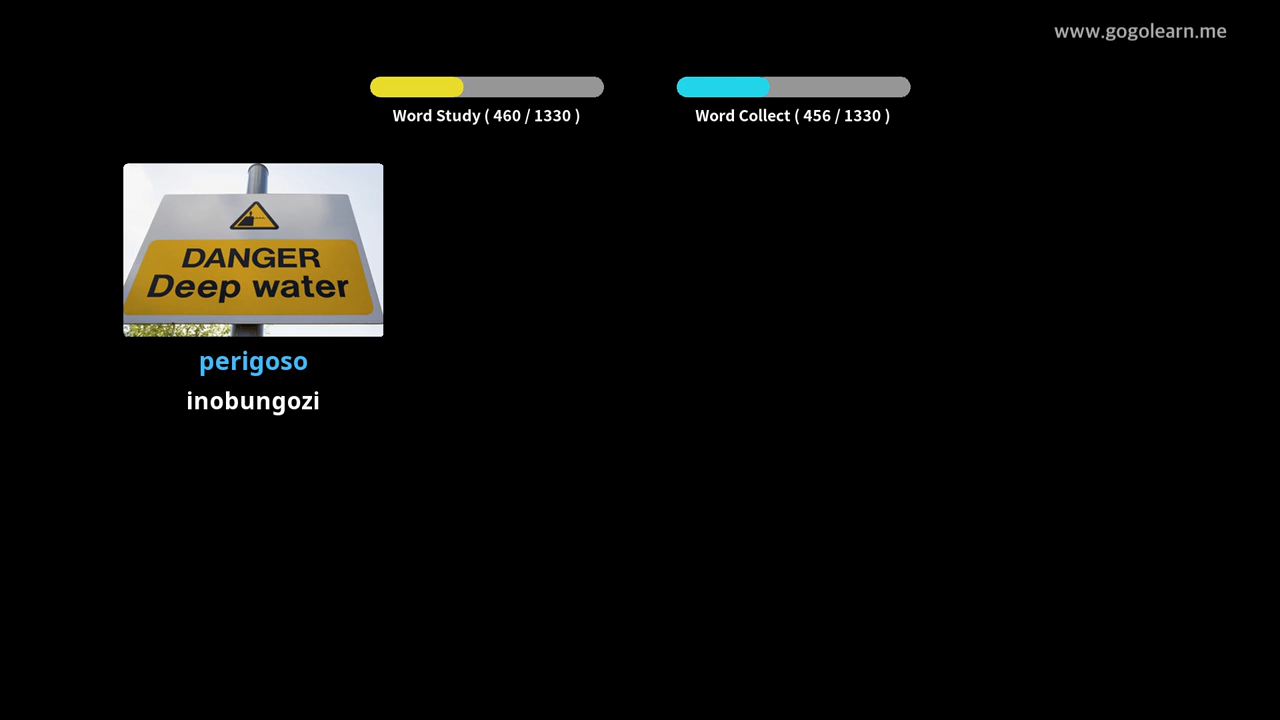 www.gogolearn.me
Word Study ( 460 / 1330 )
Word Collect ( 456 / 1330 )
DANGER
Deep water
perigoso
inobungozi